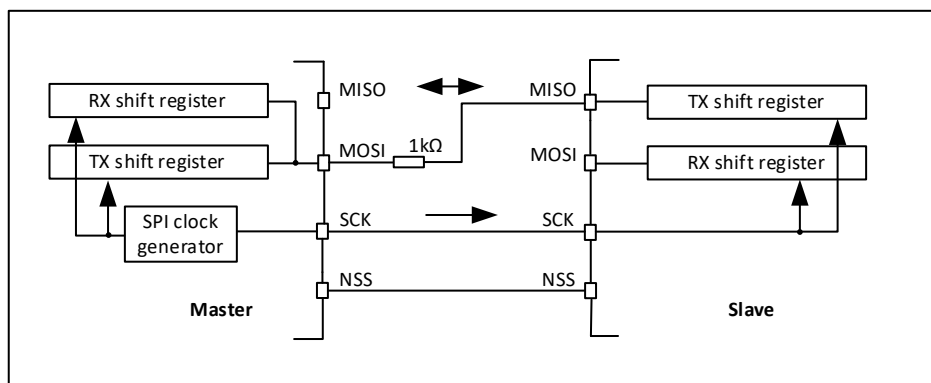 RX shift register
MISO
MISO
TX shift register
TX shift register
MOSI
1kΩ
MOSI
RX shift register
SPI clock
generator
SCK
SCK
NSS
NSS
Master
Slave